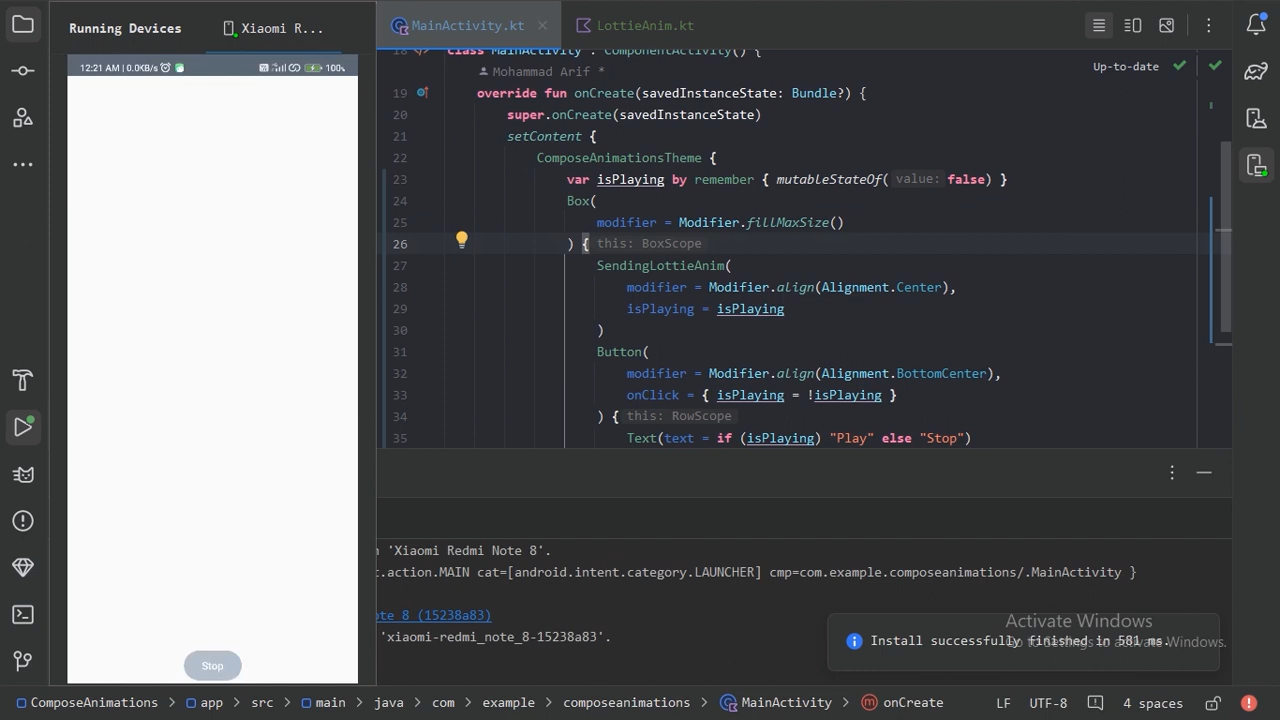 Running Devices
Xiaomi R...
MainActivity.kt
LottieAnim.kt
12:21 AM | 0.0KB/s
100%
Up-to-date
18 class MainActivity : ComponentActivity() {
Mohammad Arif *
19 override fun onCreate(savedInstanceState: Bundle?) {
20 super.onCreate(savedInstanceState)
21 setContent {
22 ComposeAnimationsTheme {
23 var isPlaying by remember { mutableStateOf( value: false) }
24 Box(
25 modifier = Modifier.fillMaxSize()
26 ) { this: BoxScope
27 SendingLottieAnim(
28 modifier = Modifier.align(Alignment.Center),
29 isPlaying = isPlaying
30 )
31 Button(
32 modifier = Modifier.align(Alignment.BottomCenter),
33 onClick = { isPlaying = !isPlaying }
34 ) { this: RowScope
35 Text(text = if (isPlaying) "Play" else "Stop")
Stop
n 'Xiaomi Redmi Note 8'.
t.action.MAIN cat=[android.intent.category.LAUNCHER] cmp=com.example.composeanimations/.MainActivity }
ote 8 (15238a83)
'xiaomi-redmi_note_8-15238a83'.
Activate Windows
Go to Settings to activate Windows.
Install successfully finished in 581 ms.
ComposeAnimations app src main java com example composeanimations MainActivity onCreate
LF UTF-8 4 spaces